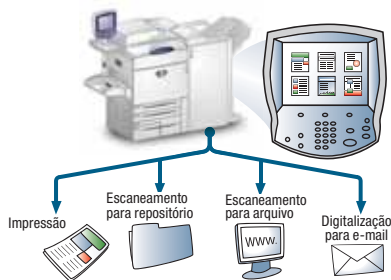 Impressão
Escaneamento
para repositório
Escaneamento
para arquivo
Digitalização
para e-mail
www.